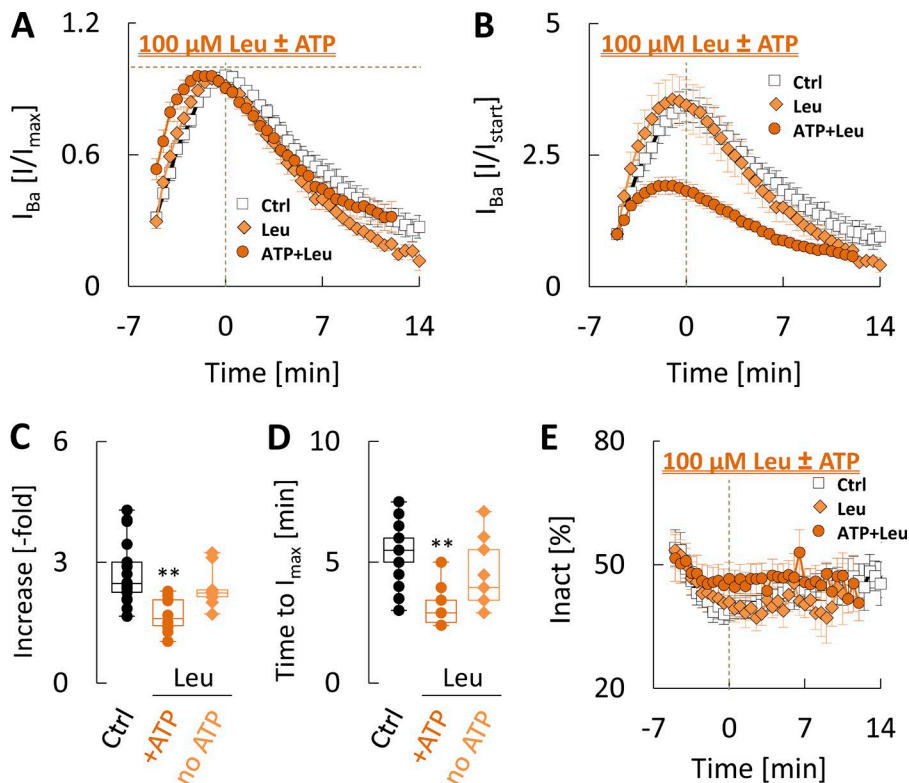 A
1.2
100 µM Leu ± ATP
I_Ba [I/I_max]
0.6
Ctrl
Leu
ATP+Leu
0
-7 0 7 14
Time [min]
B
5
100 µM Leu ± ATP
Ctrl
Leu
ATP+Leu
I_Ba [I/I_start]
2.5
0
-7 0 7 14
Time [min]
C
6
Increase [-fold]
3
**
0
Leu
Ctrl
+ATP
no ATP
D
10
Time to I_max [min]
5
**
0
Leu
Ctrl
+ATP
no ATP
E
80
100 µM Leu ± ATP
Ctrl
Leu
ATP+Leu
Inact [%]
50
20
-7 0 7 14
Time [min]